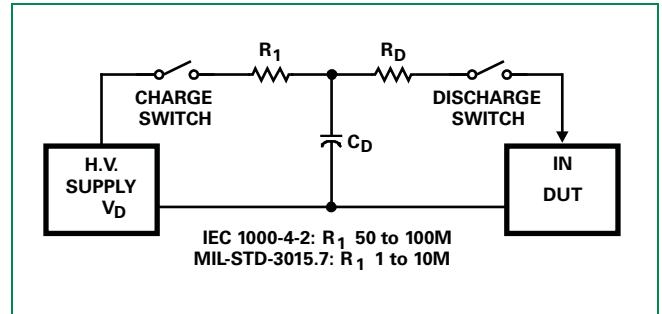 R1
RD
CHARGE
SWITCH
DISCHARGE
SWITCH
CD
H.V.
SUPPLY
VD
IN
DUT
IEC 1000-4-2: R1 50 to 100M
MIL-STD-3015.7: R1 1 to 10M